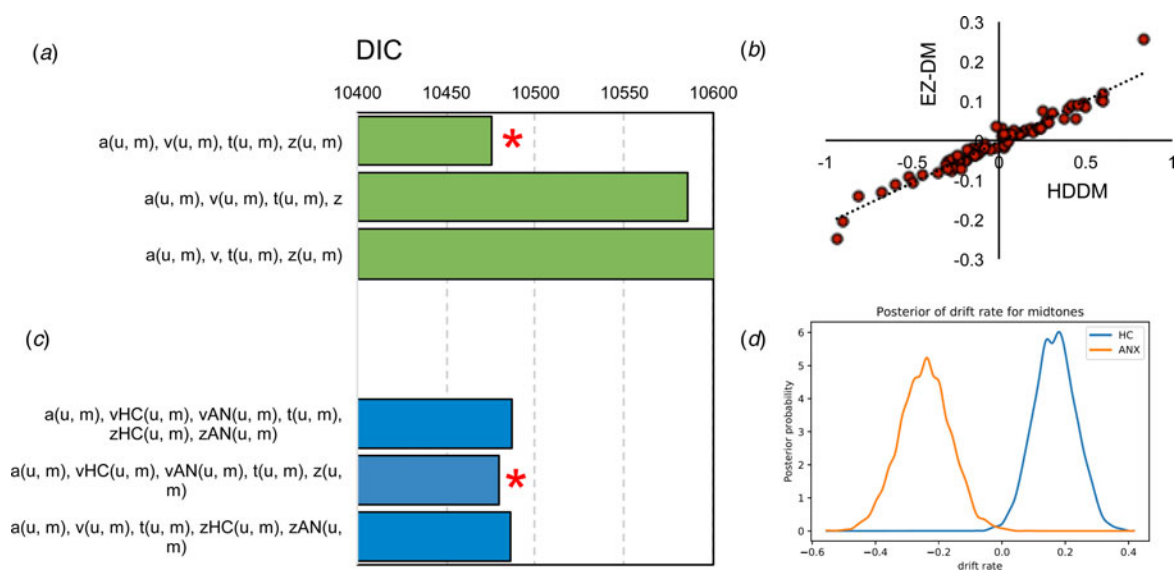 (a)
DIC
10400 10450 10500 10550 10600
a(u, m), v(u, m), t(u, m), z(u, m)
*
a(u, m), v(u, m), t(u, m), z
a(u, m), v, t(u, m), z(u, m)
(b)
EZ-DM
0.3
0.2
0.1
0
-0.1
-0.2
-0.3
-1 -0.5 0 0.5 1
HDDM
(c)
a(u, m), vHC(u, m), vAN(u, m), t(u, m),
zHC(u, m), zAN(u, m)
a(u, m), vHC(u, m), vAN(u, m), t(u, m), z(u,
m)
*
a(u, m), v(u, m), t(u, m), zHC(u, m), zAN(u,
m)
(d)
Posterior of drift rate for midtones
HC
ANX
Posterior probability
6
5
4
3
2
1
0
−0.6 −0.4 −0.2 0.0 0.2 0.4
drift rate